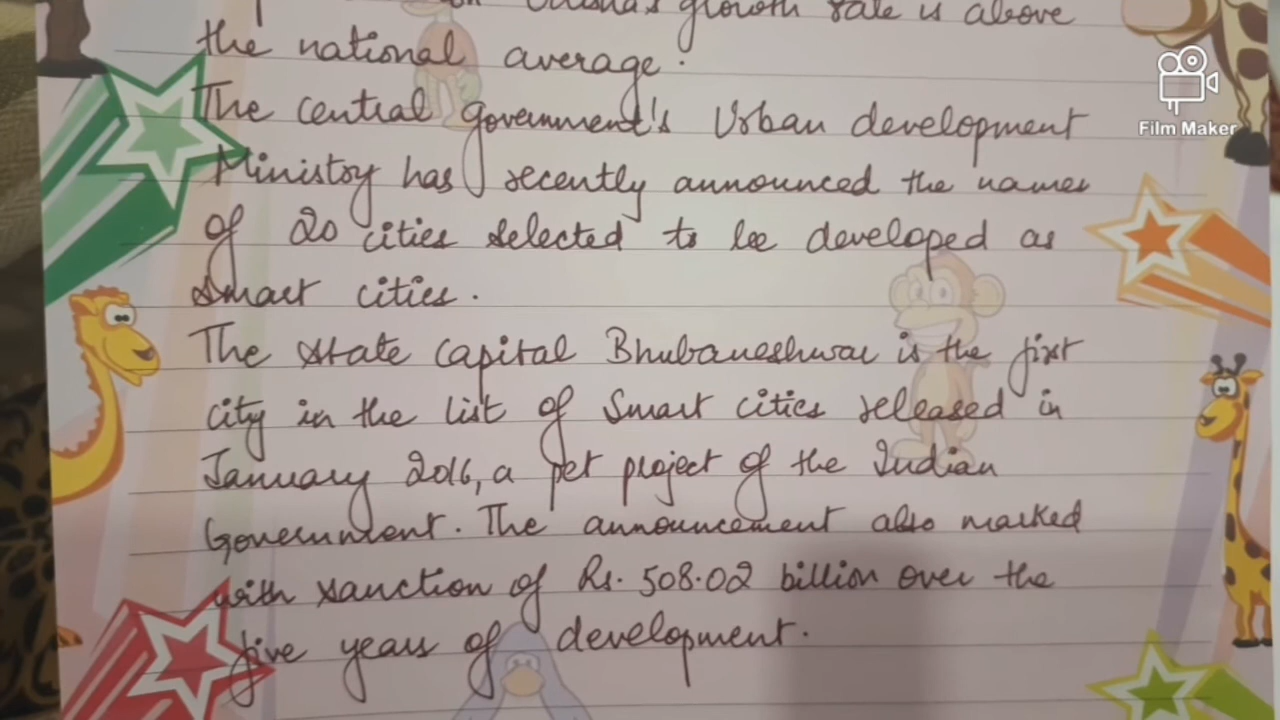 Odisha's growth rate is above
the national average.
The central government's Urban development
Ministry has recently announced the names
of 20 cities selected to be developed as
smart cities.
The state capital Bhubaneshwar is the first
city in the list of Smart cities released in
January 2016, a pet project of the Indian
Government. The announcement also marked
with sanction of Rs. 508.02 billion over the
five years of development.
Film Maker